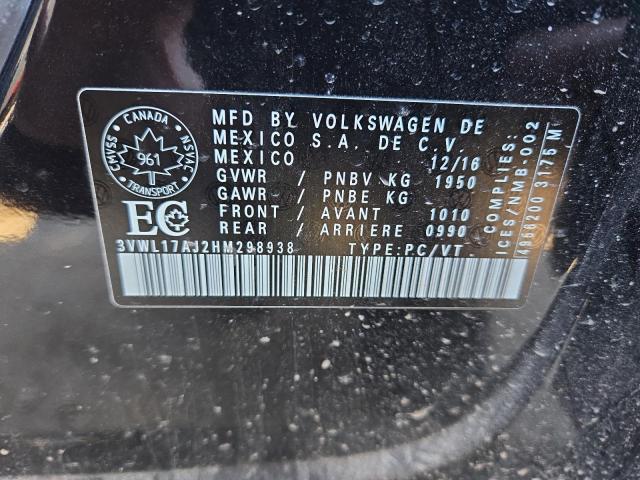 CANADA
CMVSS
NSVAC
961
TRANSPORT
EC
MFD BY VOLKSWAGEN DE
MEXICO S.A. DE C.V.
MEXICO 12/16
GVWR / PNBV KG 1950
GAWR / PNBE KG
FRONT / AVANT 1010
REAR / ARRIERE 0990
3VWL17AJ2HM298938 TYPE:PC/VT.
COMPLIES:
ICES/NMB-002
4966200 3175 M